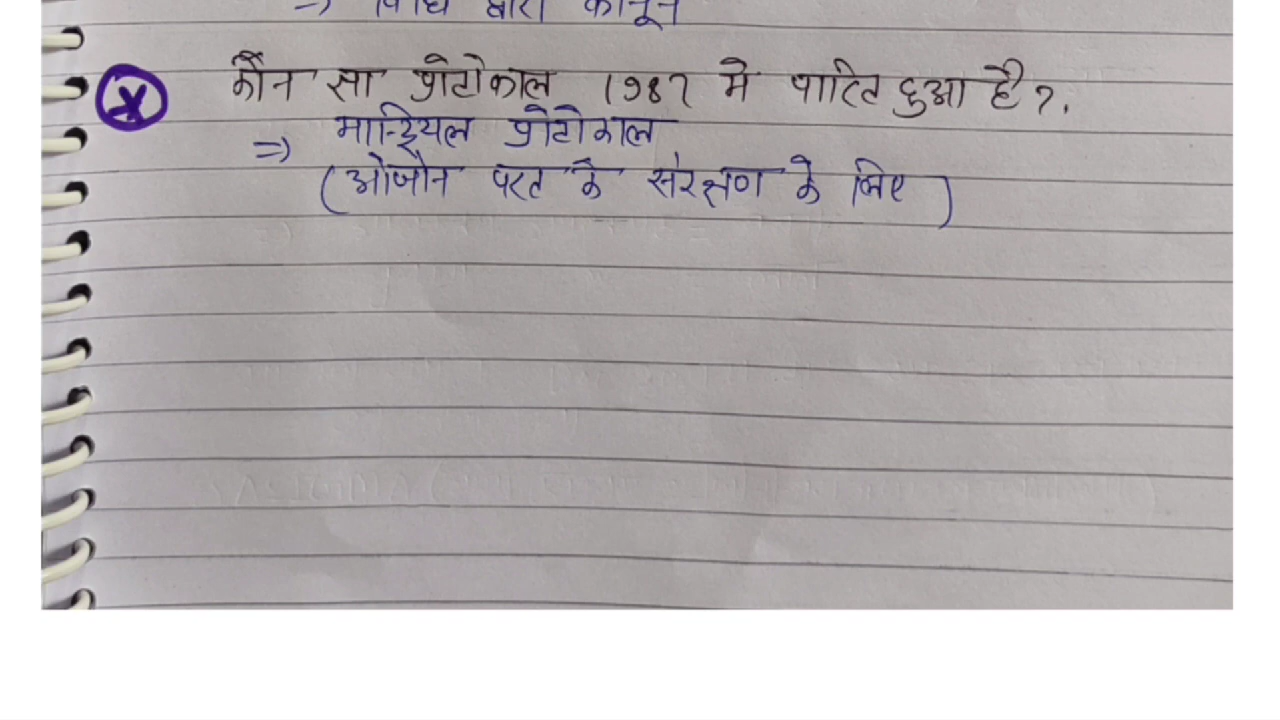 => विधि द्वारा कानून
कौन सा प्रोटोकाल 1987 मे पारित हुआ है ?.
=> मान्ट्रियल प्रोटोकाल
(ओजोन परत के संरक्षण के लिए)